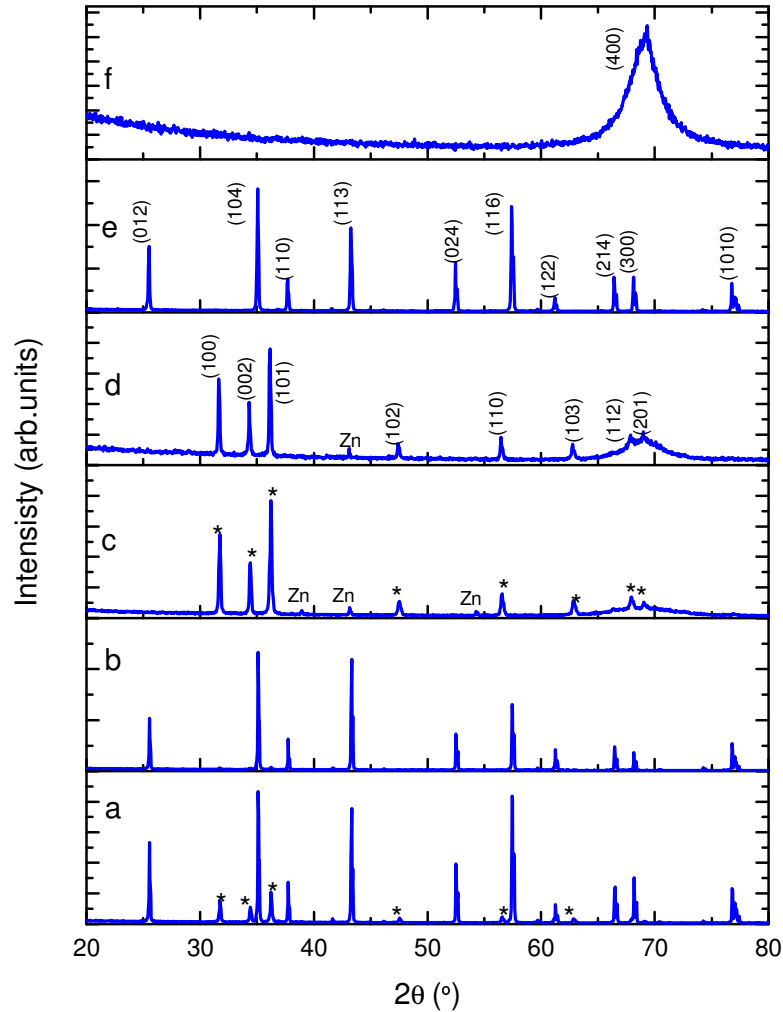 Intensisty (arb.units)
f
(400)
e
(012)
(104)
(110)
(113)
(024)
(116)
(122)
(214)
(300)
(1010)
d
(100)
(002)
(101)
Zn
(102)
(110)
(103)
(112)
(201)
c
*
*
*
Zn
Zn
*
Zn
*
*
*
*
b
a
*
*
*
*
*
*
20 30 40 50 60 70 80
2θ (º)